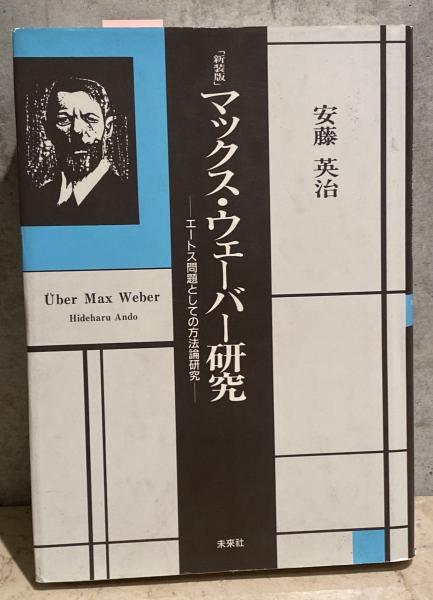 「新装版」
マックス・ウェーバー研究
──エートス問題としての方法論研究──
安藤 英治
Über Max Weber
Hideharu Ando
未來社